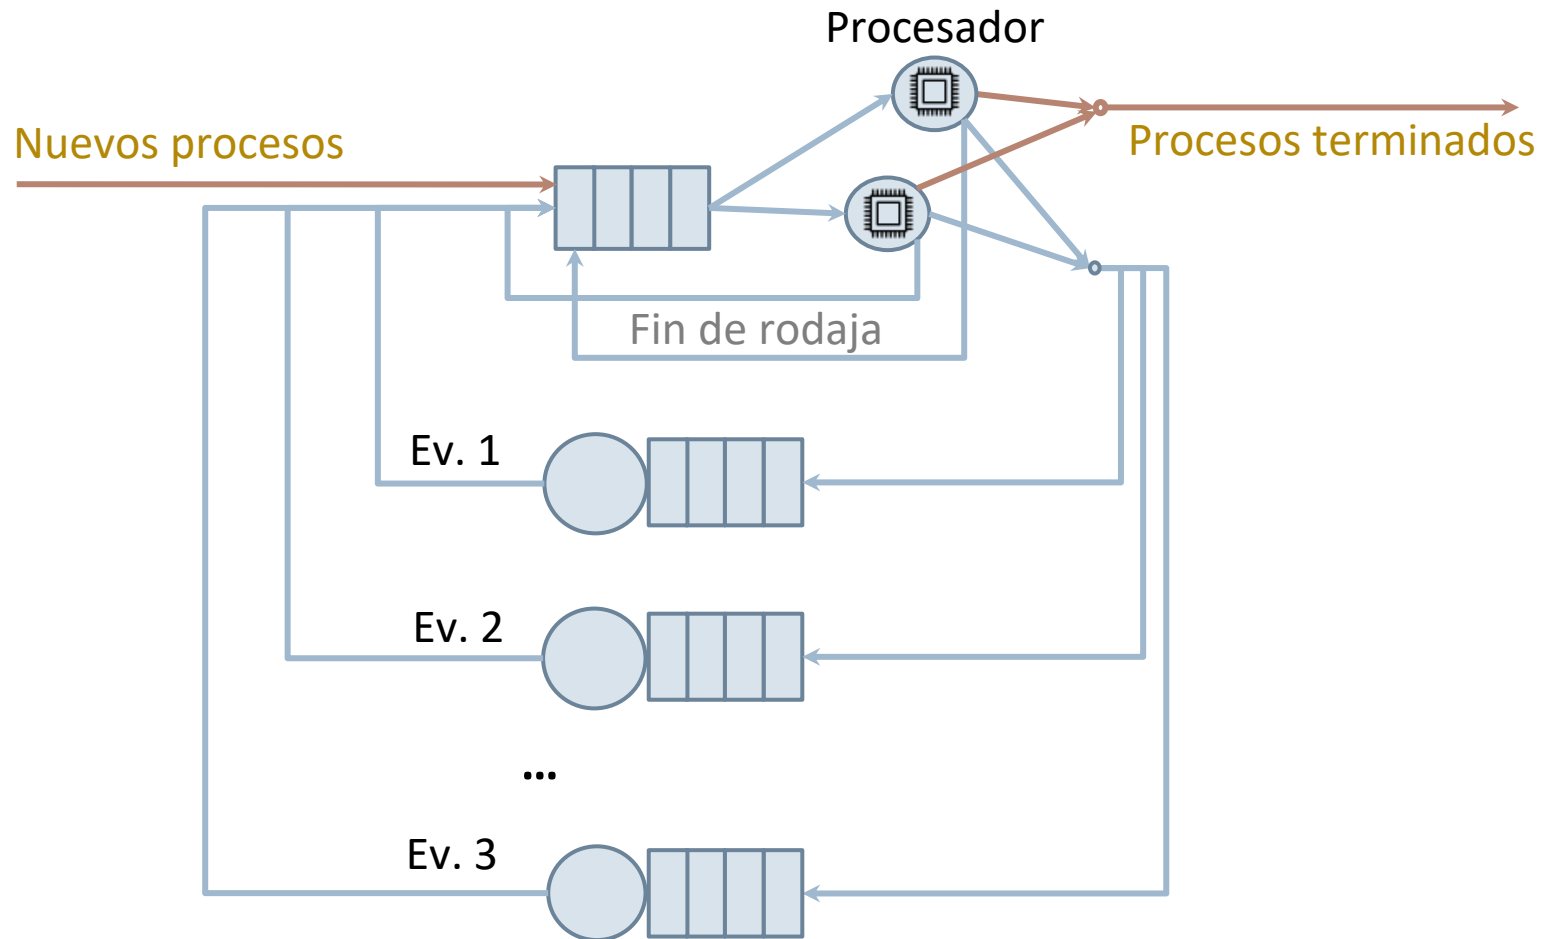 Procesador
Nuevos procesos
Procesos terminados
Fin de rodaja
Ev. 1
Ev. 2
...
Ev. 3